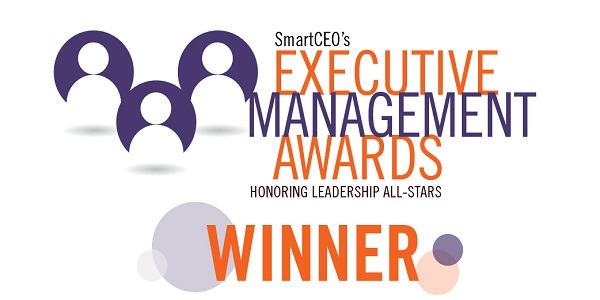 SmartCEO's
EXECUTIVE
MANAGEMENT
AWARDS
HONORING LEADERSHIP ALL-STARS
WINNER